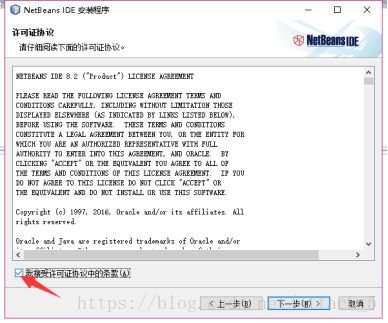 NetBeans IDE 安装程序
许可证协议
请仔细阅读下面的许可证协议。
NetBeans IDE
NETBEANS IDE 8.2 ("Product") LICENSE AGREEMENT
PLEASE READ THE FOLLOWING LICENSE AGREEMENT TERMS AND
CONDITIONS CAREFULLY, INCLUDING WITHOUT LIMITATION THOSE
DISPLAYED ELSEWHERE (AS INDICATED BY LINKS LISTED BELOW),
BEFORE USING THE SOFTWARE.  THESE TERMS AND CONDITIONS
CONSTITUTE A LEGAL AGREEMENT BETWEEN YOU, OR THE ENTITY FOR
WHICH YOU ARE AN AUTHORIZED REPRESENTATIVE WITH FULL
AUTHORITY TO ENTER INTO THIS AGREEMENT, AND ORACLE.  BY
CLICKING "ACCEPT" OR THE EQUIVALENT YOU AGREE TO ALL OF
THE TERMS AND CONDITIONS OF THIS LICENSE AGREEMENT.  IF YOU
DO NOT AGREE TO THIS LICENSE DO NOT CLICK "ACCEPT" OR
THE EQUIVALENT AND DO NOT INSTALL OR USE THIS SOFTWARE.
Copyright (c) 1997, 2016, Oracle and/or its affiliates. All
rights reserved.
Oracle and Java are registered trademarks of Oracle and/or
我接受许可证协议中的条款(A)
https://blog.
< 上一步(B)
下一步(N) >
取消